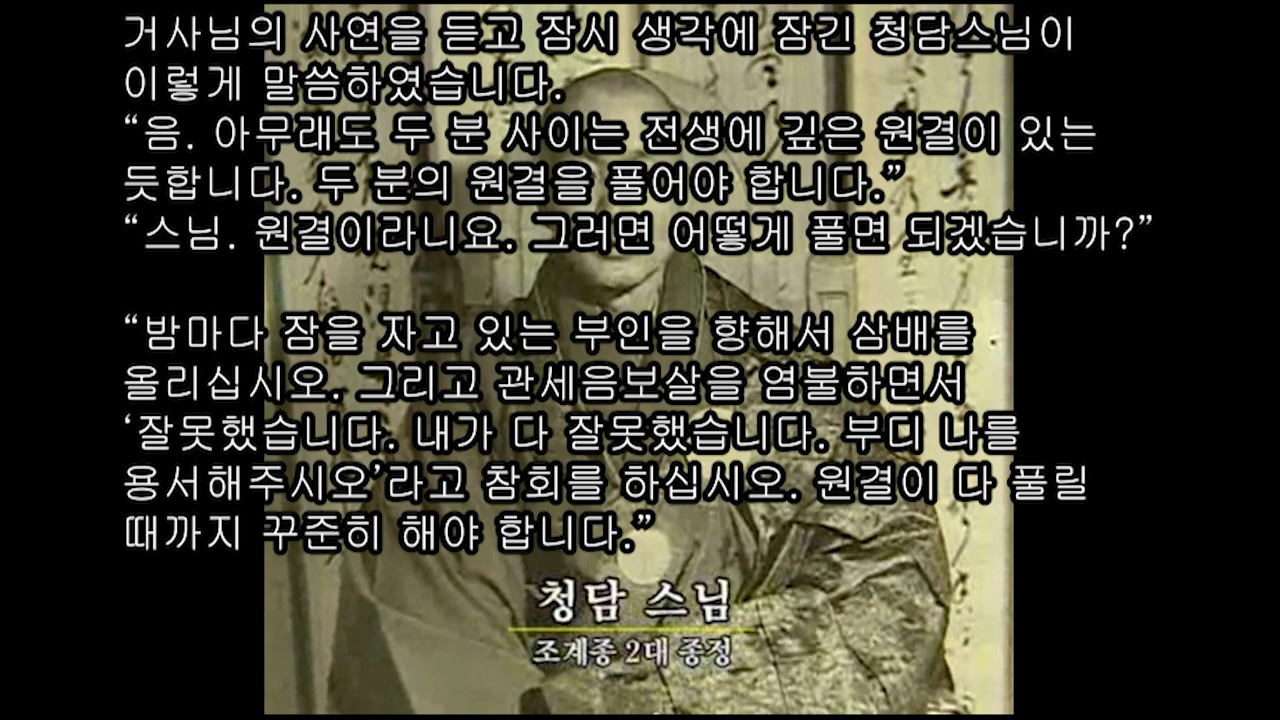 거사님의 사연을 듣고 잠시 생각에 잠긴 청담스님이
이렇게 말씀하였습니다.
“음. 아무래도 두 분 사이는 전생에 깊은 원결이 있는
듯합니다. 두 분의 원결을 풀어야 합니다.”
“스님. 원결이라니요. 그러면 어떻게 풀면 되겠습니까?”
“밤마다 잠을 자고 있는 부인을 향해서 삼배를
올리십시오. 그리고 관세음보살을 염불하면서
‘잘못했습니다. 내가 다 잘못했습니다. 부디 나를
용서해주시오’라고 참회를 하십시오. 원결이 다 풀릴
때까지 꾸준히 해야 합니다.”
청담 스님
조계종 2대 종정